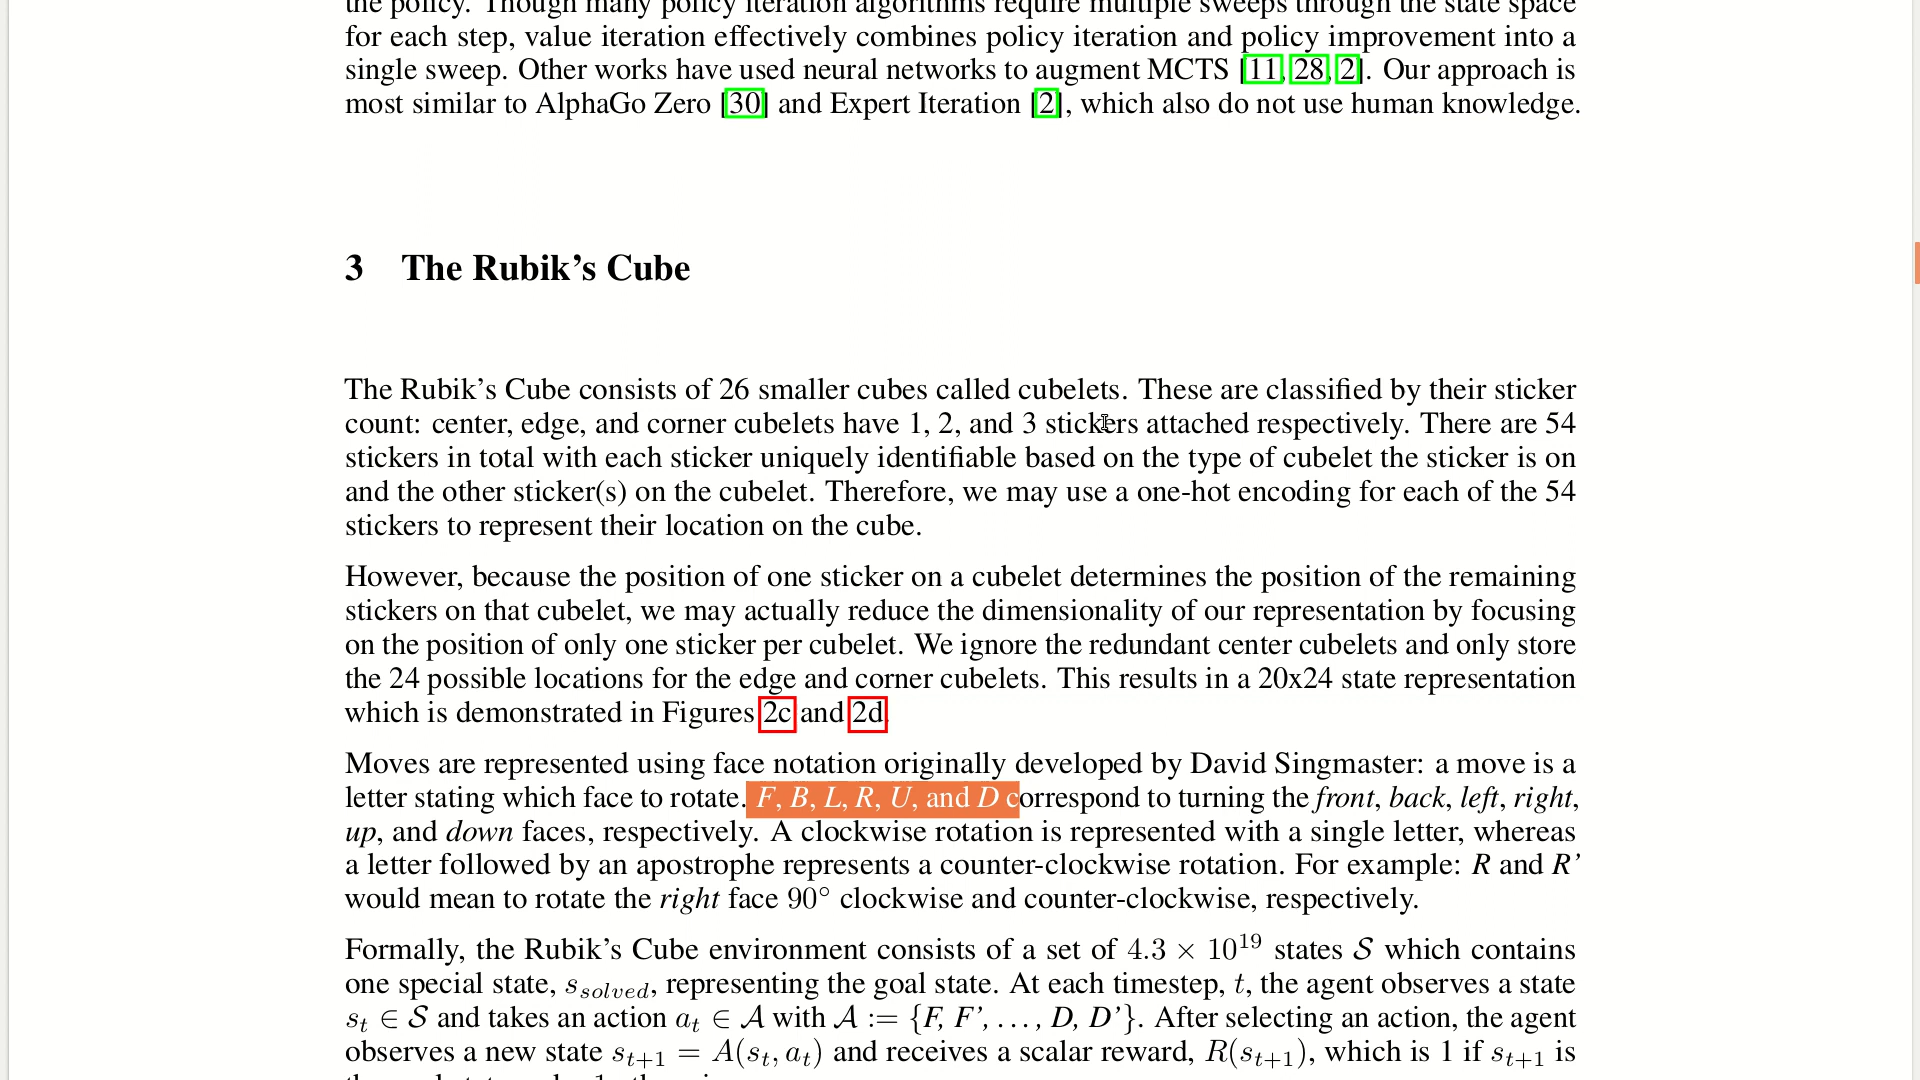 the policy. Though many policy iteration algorithms require multiple sweeps through the state space
for each step, value iteration effectively combines policy iteration and policy improvement into a
single sweep. Other works have used neural networks to augment MCTS [11, 28, 2]. Our approach is
most similar to AlphaGo Zero [30] and Expert Iteration [2], which also do not use human knowledge.
3 The Rubik's Cube
The Rubik's Cube consists of 26 smaller cubes called cubelets. These are classified by their sticker
count: center, edge, and corner cubelets have 1, 2, and 3 stickers attached respectively. There are 54
stickers in total with each sticker uniquely identifiable based on the type of cubelet the sticker is on
and the other sticker(s) on the cubelet. Therefore, we may use a one-hot encoding for each of the 54
stickers to represent their location on the cube.
However, because the position of one sticker on a cubelet determines the position of the remaining
stickers on that cubelet, we may actually reduce the dimensionality of our representation by focusing
on the position of only one sticker per cubelet. We ignore the redundant center cubelets and only store
the 24 possible locations for the edge and corner cubelets. This results in a 20x24 state representation
which is demonstrated in Figures 2c and 2d.
Moves are represented using face notation originally developed by David Singmaster: a move is a
letter stating which face to rotate. F, B, L, R, U, and D correspond to turning the front, back, left, right,
up, and down faces, respectively. A clockwise rotation is represented with a single letter, whereas
a letter followed by an apostrophe represents a counter-clockwise rotation. For example: R and R'
would mean to rotate the right face 90° clockwise and counter-clockwise, respectively.
Formally, the Rubik's Cube environment consists of a set of 4.3 × 10^19 states S which contains
one special state, s_solved, representing the goal state. At each timestep, t, the agent observes a state
s_t ∈ S and takes an action a_t ∈ A with A := {F, F', . . . , D, D'}. After selecting an action, the agent
observes a new state s_{t+1} = A(s_t, a_t) and receives a scalar reward, R(s_{t+1}), which is 1 if s_{t+1} is